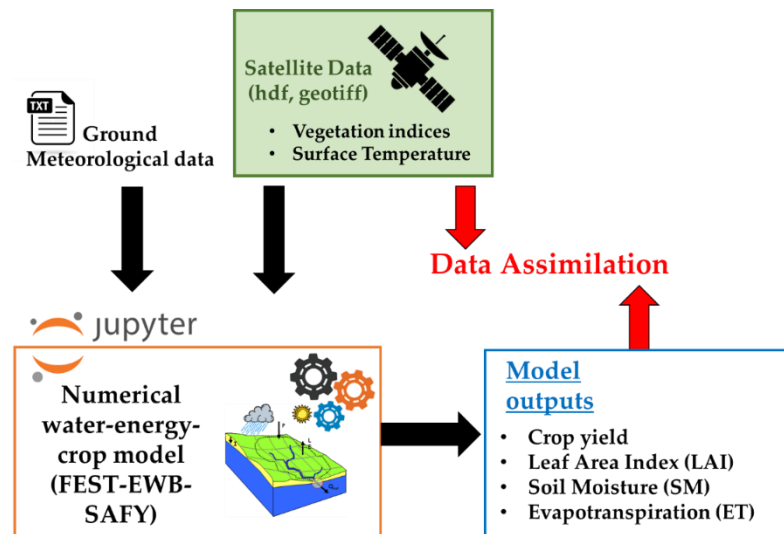 Satellite Data
(hdf, geotiff)
• Vegetation indices
• Surface Temperature
TXT
Ground
Meteorological data
Data Assimilation
jupyter
Numerical
water-energy-
crop model
(FEST-EWB-
SAFY)
P
Model
outputs
• Crop yield
• Leaf Area Index (LAI)
• Soil Moisture (SM)
• Evapotranspiration (ET)